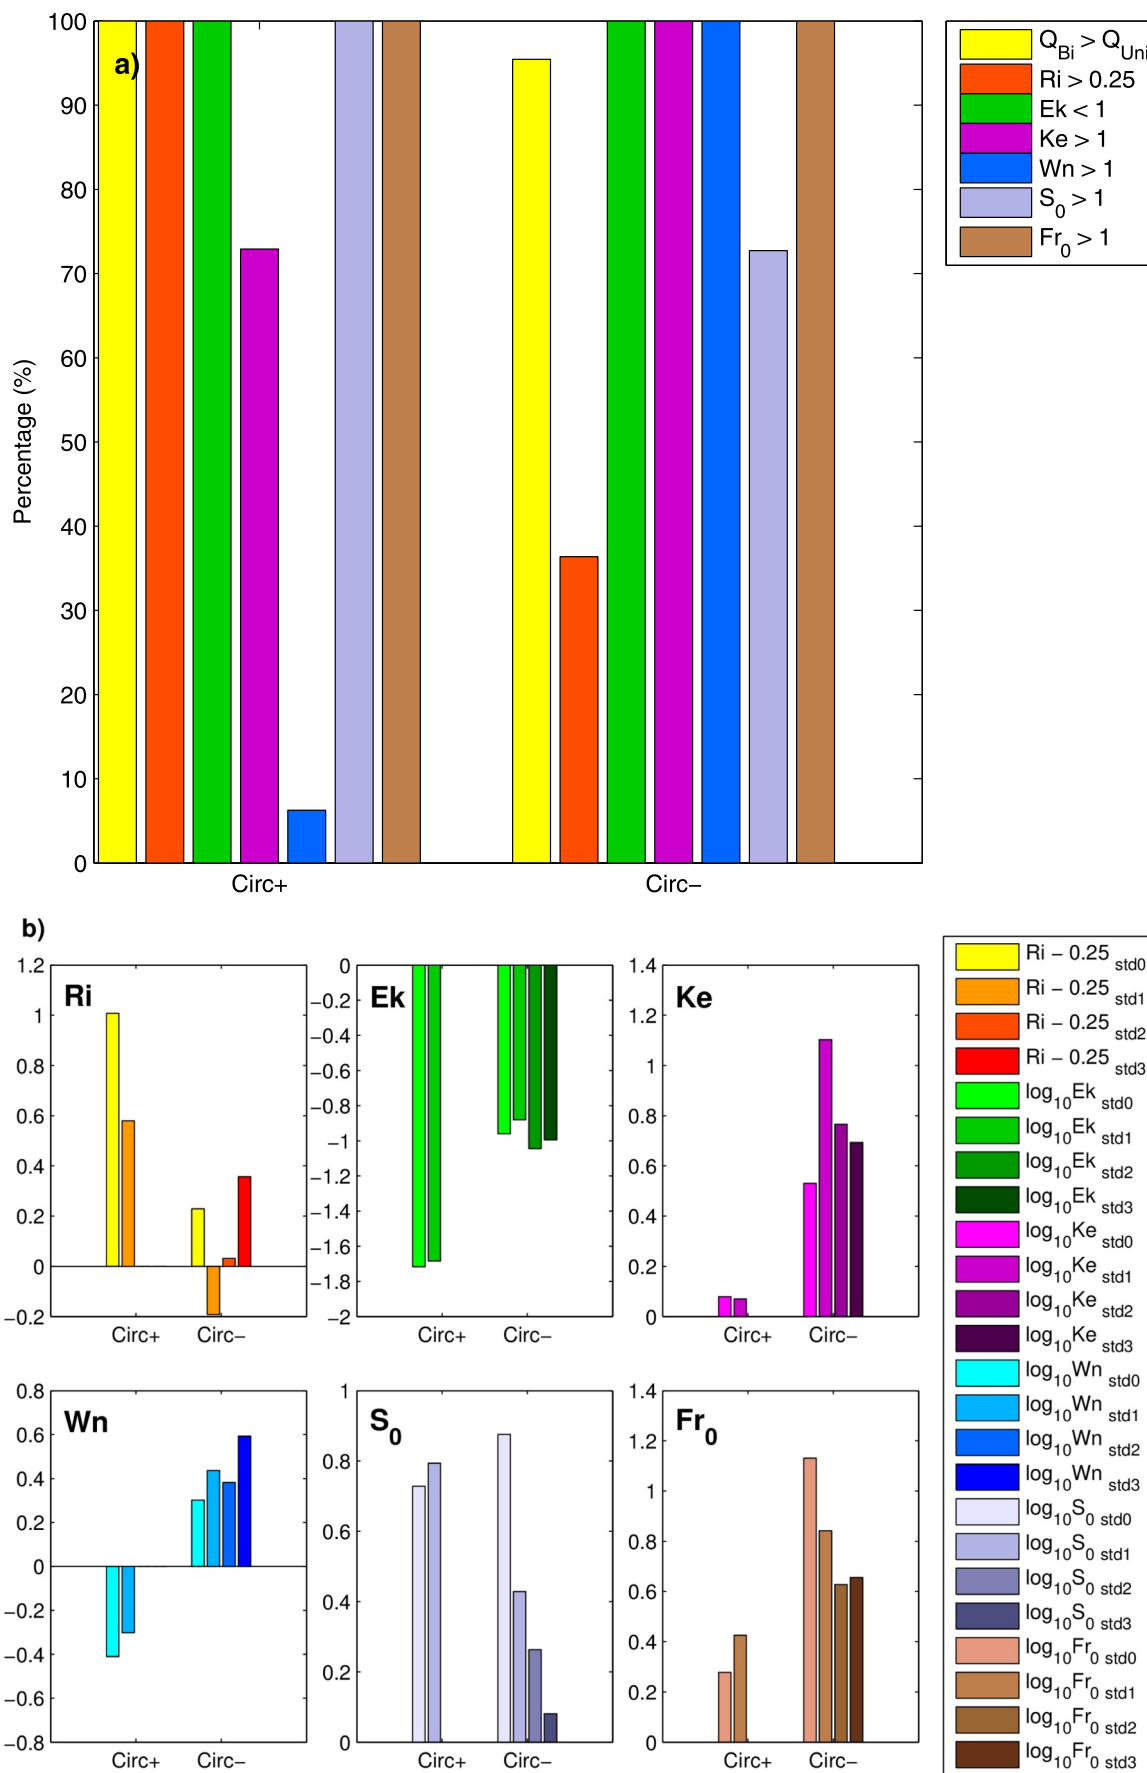 a)
100
90
80
70
60
50
40
30
20
10
0
Percentage (%)
Circ+ Circ−
Q_Bi > Q_Uni
Ri > 0.25
Ek < 1
Ke > 1
Wn > 1
S_0 > 1
Fr_0 > 1
b)
Ri
1.2
1
0.8
0.6
0.4
0.2
0
−0.2
Circ+ Circ−
Ek
0
−0.2
−0.4
−0.6
−0.8
−1
−1.2
−1.4
−1.6
−1.8
−2
Circ+ Circ−
Ke
1.4
1.2
1
0.8
0.6
0.4
0.2
0
Circ+ Circ−
Wn
0.8
0.6
0.4
0.2
0
−0.2
−0.4
−0.6
−0.8
Circ+ Circ−
S_0
1
0.8
0.6
0.4
0.2
0
Circ+ Circ−
Fr_0
1.4
1.2
1
0.8
0.6
0.4
0.2
0
Circ+ Circ−
Ri − 0.25 std0
Ri − 0.25 std1
Ri − 0.25 std2
Ri − 0.25 std3
log10Ek std0
log10Ek std1
log10Ek std2
log10Ek std3
log10Ke std0
log10Ke std1
log10Ke std2
log10Ke std3
log10Wn std0
log10Wn std1
log10Wn std2
log10Wn std3
log10S0 std0
log10S0 std1
log10S0 std2
log10S0 std3
log10Fr0 std0
log10Fr0 std1
log10Fr0 std2
log10Fr0 std3